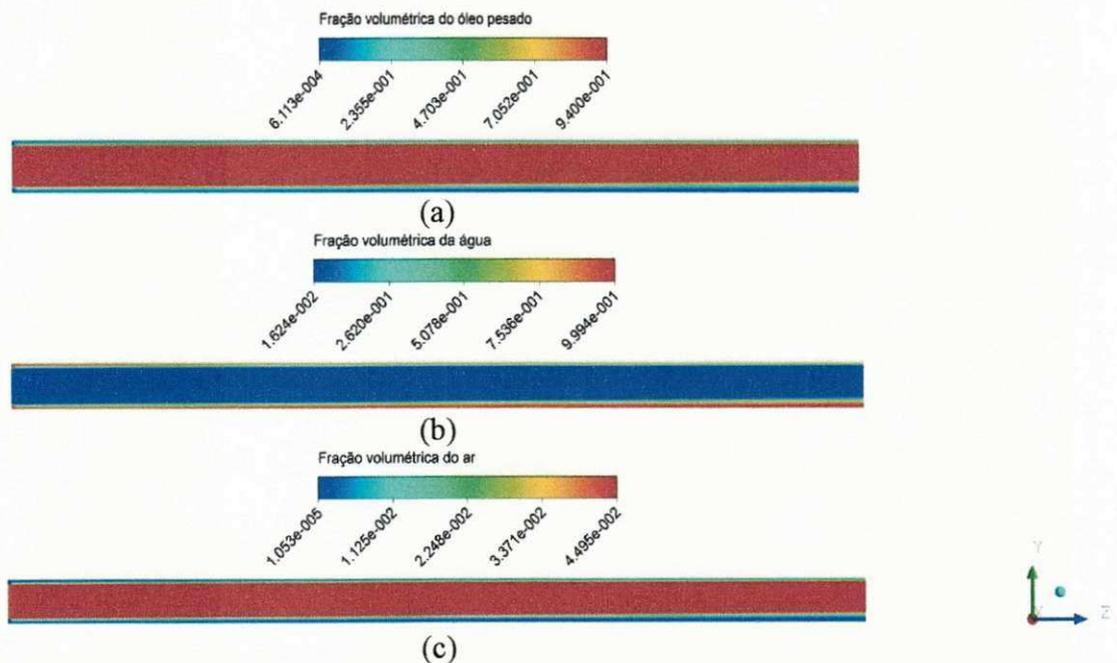 Fração volumétrica do óleo pesado
6.113e-004 2.355e-001 4.703e-001 7.052e-001 9.400e-001
(a)
Fração volumétrica da água
1.624e-002 2.620e-001 5.078e-001 7.536e-001 9.994e-001
(b)
Fração volumétrica do ar
1.053e-005 1.125e-002 2.248e-002 3.371e-002 4.495e-002
(c)
Y
Z